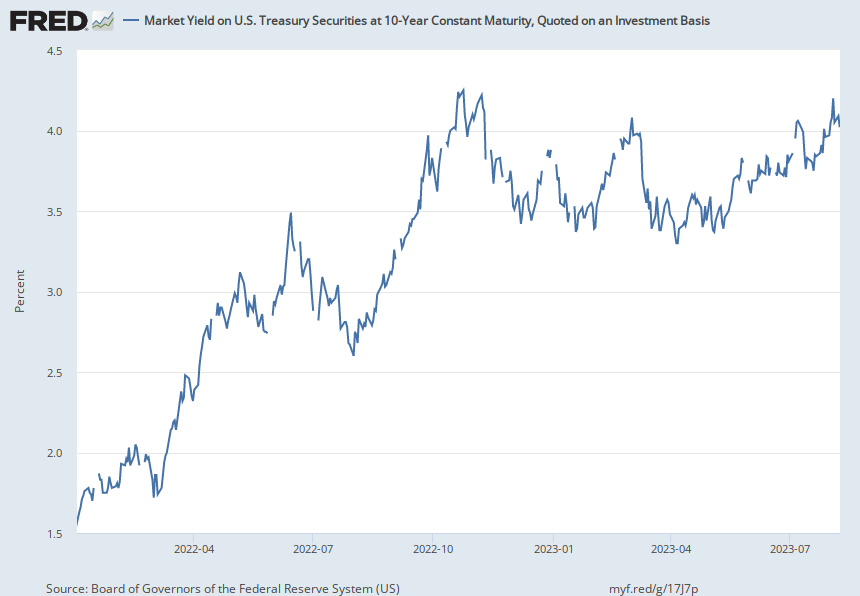 FRED
Market Yield on U.S. Treasury Securities at 10-Year Constant Maturity, Quoted on an Investment Basis
4.5
4.0
3.5
3.0
2.5
2.0
1.5
Percent
2022-04 2022-07 2022-10 2023-01 2023-04 2023-07
Source: Board of Governors of the Federal Reserve System (US) myf.red/g/17J7p